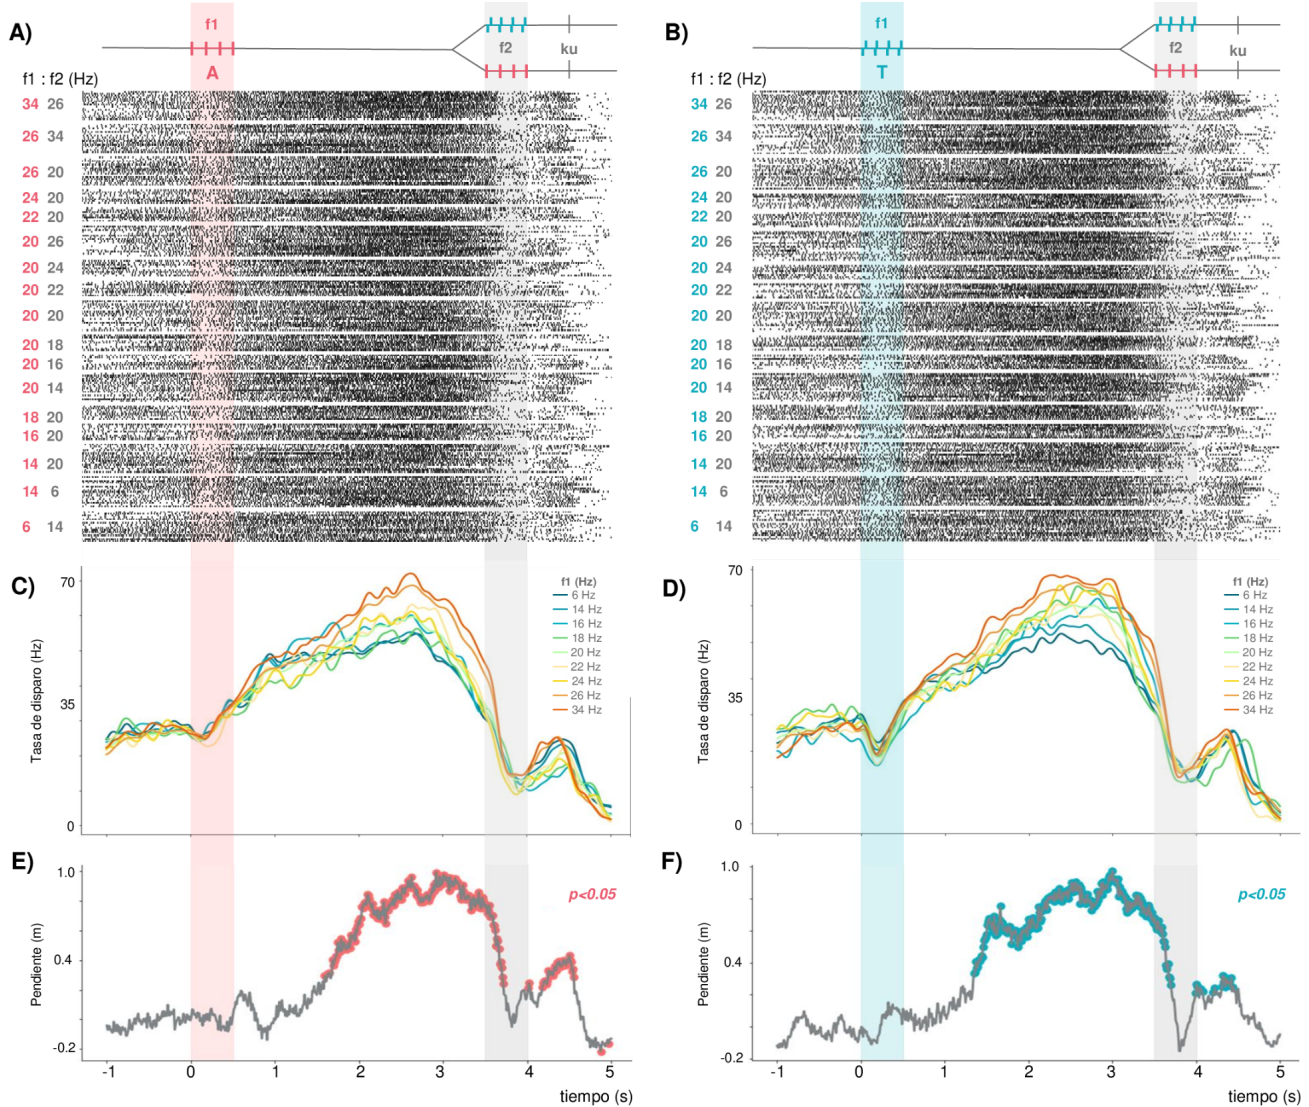 A)
f1
A
f2
ku
f1 : f2 (Hz)
34 26
26 34
26 20
24 20
22 20
20 26
20 24
20 22
20 20
20 18
20 16
20 14
18 20
16 20
14 20
14 6
6 14
B)
f1
T
f2
ku
f1 : f2 (Hz)
34 26
26 34
26 20
24 20
22 20
20 26
20 24
20 22
20 20
20 18
20 16
20 14
18 20
16 20
14 20
14 6
6 14
C)
Tasa de disparo (Hz)
70
35
0
f1 (Hz)
6 Hz
14 Hz
16 Hz
18 Hz
20 Hz
22 Hz
24 Hz
26 Hz
34 Hz
D)
Tasa de disparo (Hz)
70
35
0
f1 (Hz)
6 Hz
14 Hz
16 Hz
18 Hz
20 Hz
22 Hz
24 Hz
26 Hz
34 Hz
E)
Pendiente (m)
1.0
0.4
-0.2
p<0.05
-1 0 1 2 3 4 5
tiempo (s)
F)
Pendiente (m)
1.0
0.4
-0.2
p<0.05
-1 0 1 2 3 4 5
tiempo (s)